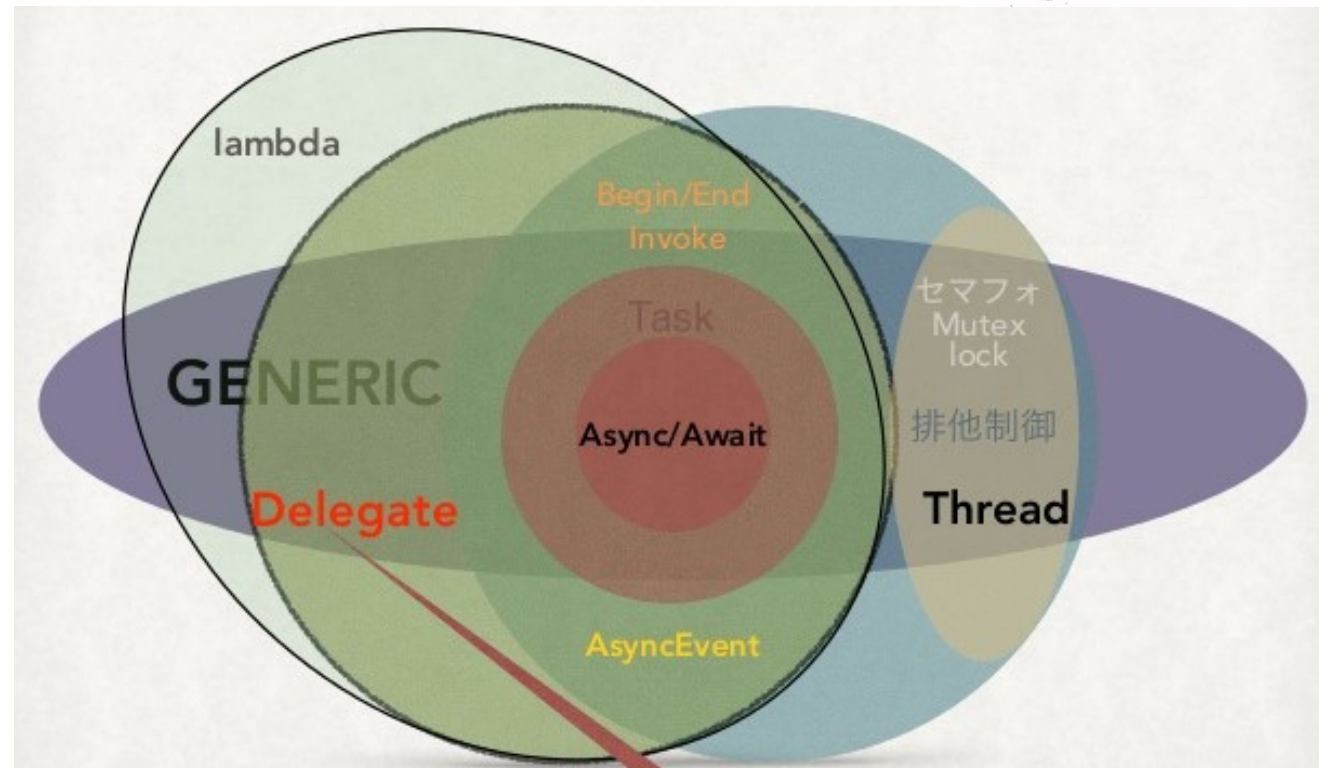 lambda
Begin/End
Invoke
セマフォ
Mutex
lock
Task
GENERIC
排他制御
Async/Await
Delegate
Thread
AsyncEvent